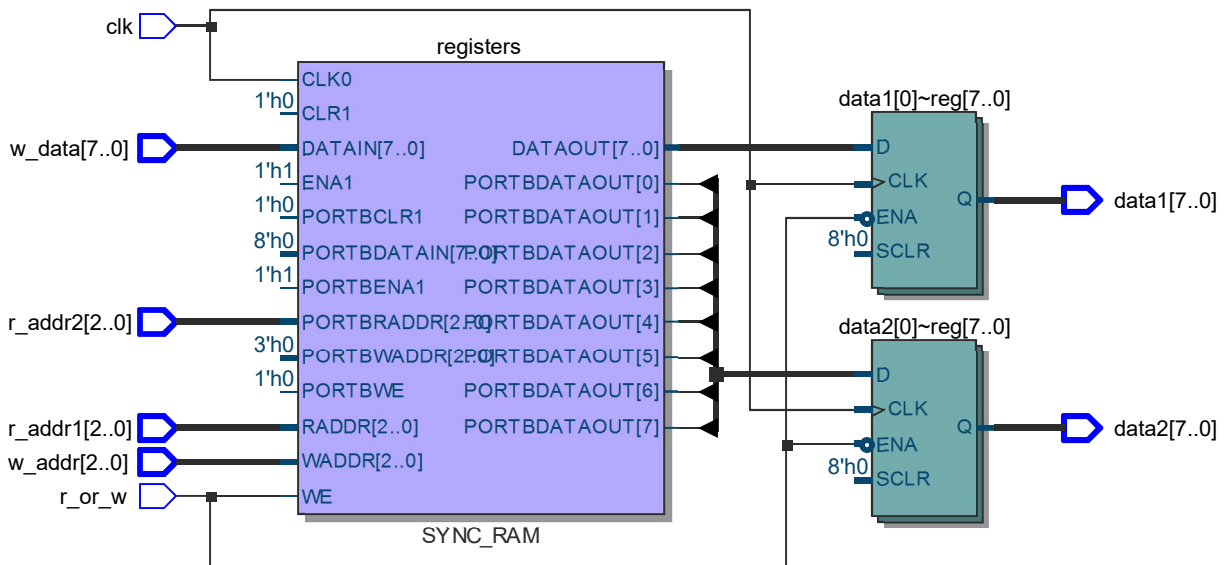 clk
registers
CLK0
1'h0
CLR1
data1[0]~reg[7..0]
w_data[7..0]
DATAIN[7..0]
DATAOUT[7..0]
D
1'h1
ENA1
PORTBDATAOUT[0]
CLK
Q
data1[7..0]
1'h0
PORTBCLR1
PORTBDATAOUT[1]
ENA
8'h0
PORTBDATAIN[7..0]
PORTBDATAOUT[2]
8'h0
SCLR
1'h1
PORTBENA1
PORTBDATAOUT[3]
r_addr2[2..0]
PORTBRADDR[2..0]
PORTBDATAOUT[4]
data2[0]~reg[7..0]
3'h0
PORTBWADDR[2..0]
PORTBDATAOUT[5]
D
1'h0
PORTBWE
PORTBDATAOUT[6]
CLK
r_addr1[2..0]
RADDR[2..0]
PORTBDATAOUT[7]
Q
data2[7..0]
ENA
w_addr[2..0]
WADDR[2..0]
8'h0
SCLR
r_or_w
WE
SYNC_RAM